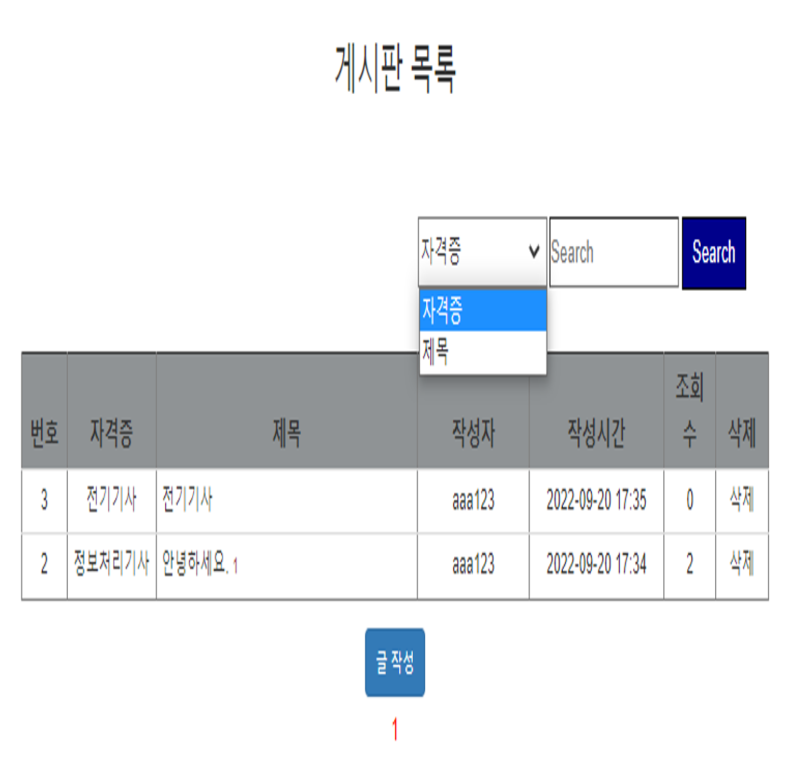 게시판 목록
자격증 Search Search
자격증
제목
번호 자격증 제목 작성자 작성시간 조회수 삭제
3 전기기사 전기기사 aaa123 2022-09-20 17:35 0 삭제
2 정보처리기사 안녕하세요. 1 aaa123 2022-09-20 17:34 2 삭제
글 작성
1